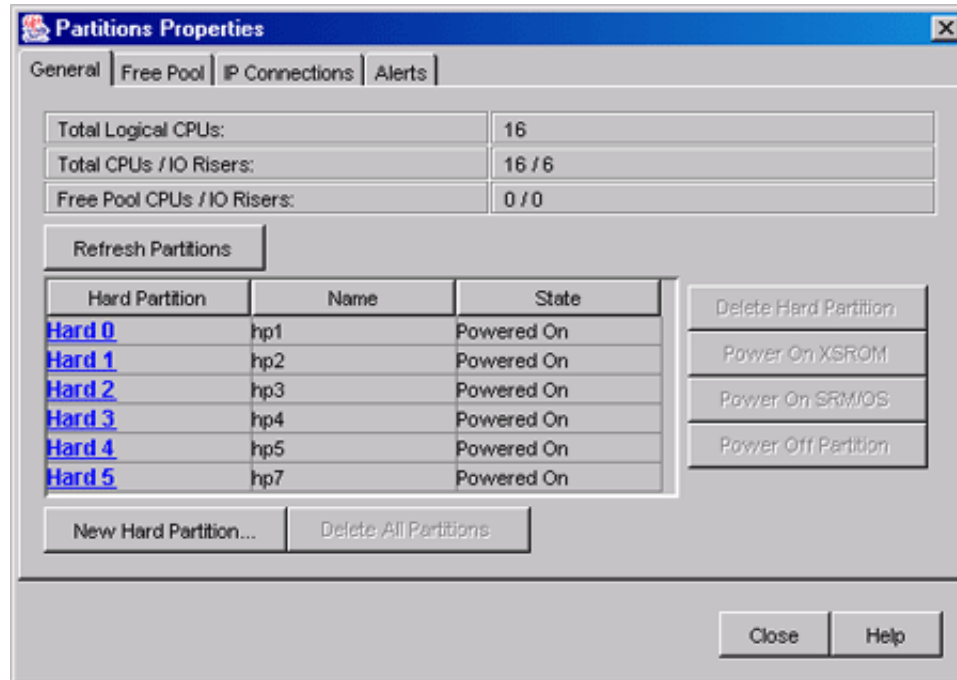 Partitions Properties
General Free Pool IP Connections Alerts
Total Logical CPUs: 16
Total CPUs / IO Risers: 16 / 6
Free Pool CPUs / IO Risers: 0 / 0
Refresh Partitions
Hard Partition Name State
Hard 0 hp1 Powered On
Hard 1 hp2 Powered On
Hard 2 hp3 Powered On
Hard 3 hp4 Powered On
Hard 4 hp5 Powered On
Hard 5 hp7 Powered On
Delete Hard Partition
Power On XSROM
Power On SRM/OS
Power Off Partition
New Hard Partition... Delete All Partitions
Close Help